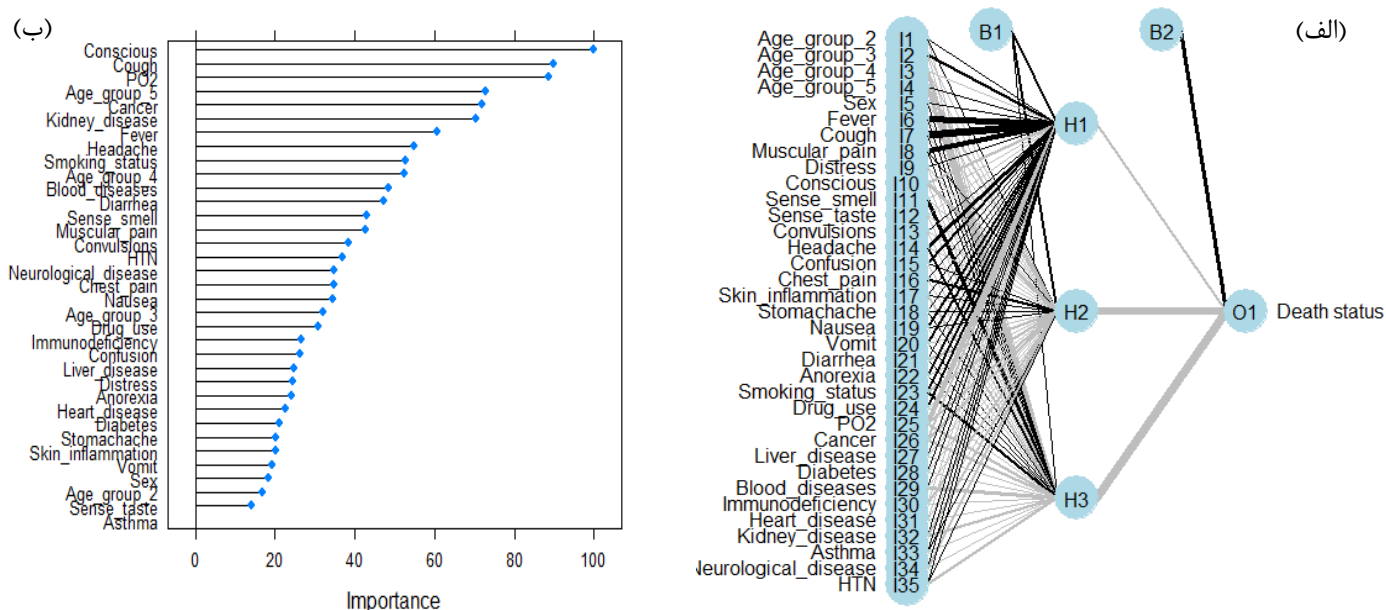 (ب)
Conscious
Cough
PO2
Age_group_5
Cancer
Kidney_disease
Fever
Headache
Smoking_status
Age_group_4
Blood_diseases
Diarrhea
Sense_smell
Muscular_pain
Convulsions
HTN
Neurological_disease
Chest_pain
Nausea
Age_group_3
Drug_use
Immunodeficiency
Confusion
Liver_disease
Distress
Anorexia
Heart_disease
Diabetes
Stomachache
Skin_inflammation
Vomit
Sex
Age_group_2
Sense_taste
Asthma
0 20 40 60 80 100
Importance
(الف)
B1 B2
Age_group_2 I1
Age_group_3 I2
Age_group_4 I3
Age_group_5 I4
Sex I5
Fever I6
Cough I7
Muscular_pain I8
Distress I9
Conscious I10
Sense_smell I11
Sense_taste I12
Convulsions I13
Headache I14
Confusion I15
Chest_pain I16
Skin_inflammation I17
Stomachache I18
Nausea I19
Vomit I20
Diarrhea I21
Anorexia I22
Smoking_status I23
Drug_use I24
PO2 I25
Cancer I26
Liver_disease I27
Diabetes I28
Blood_diseases I29
Immunodeficiency I30
Heart_disease I31
Kidney_disease I32
Asthma I33
Neurological_disease I34
HTN I35
H1
H2
H3
O1 Death status